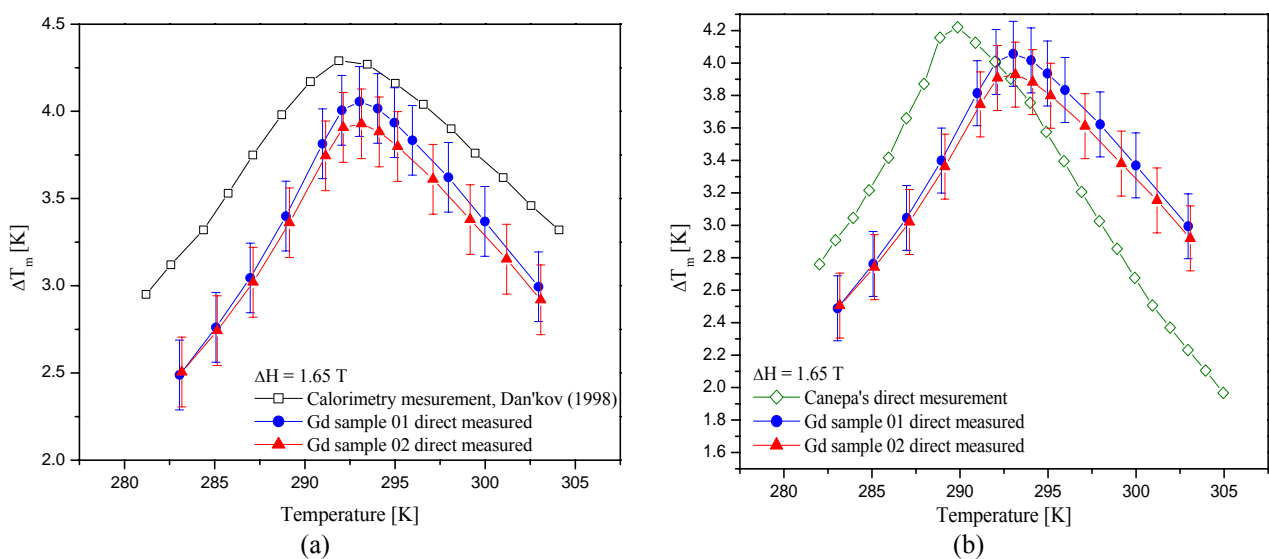 4.5
4.0
3.5
3.0
2.5
2.0
ΔTm [K]
ΔH = 1.65 T
Calorimetry mesurement, Dan'kov (1998)
Gd sample 01 direct measured
Gd sample 02 direct measured
280 285 290 295 300 305
Temperature [K]
(a)
4.2
4.0
3.8
3.6
3.4
3.2
3.0
2.8
2.6
2.4
2.2
2.0
1.8
1.6
ΔTm [K]
ΔH = 1.65 T
Canepa's direct mesurement
Gd sample 01 direct measured
Gd sample 02 direct measured
280 285 290 295 300 305
Temperature [K]
(b)